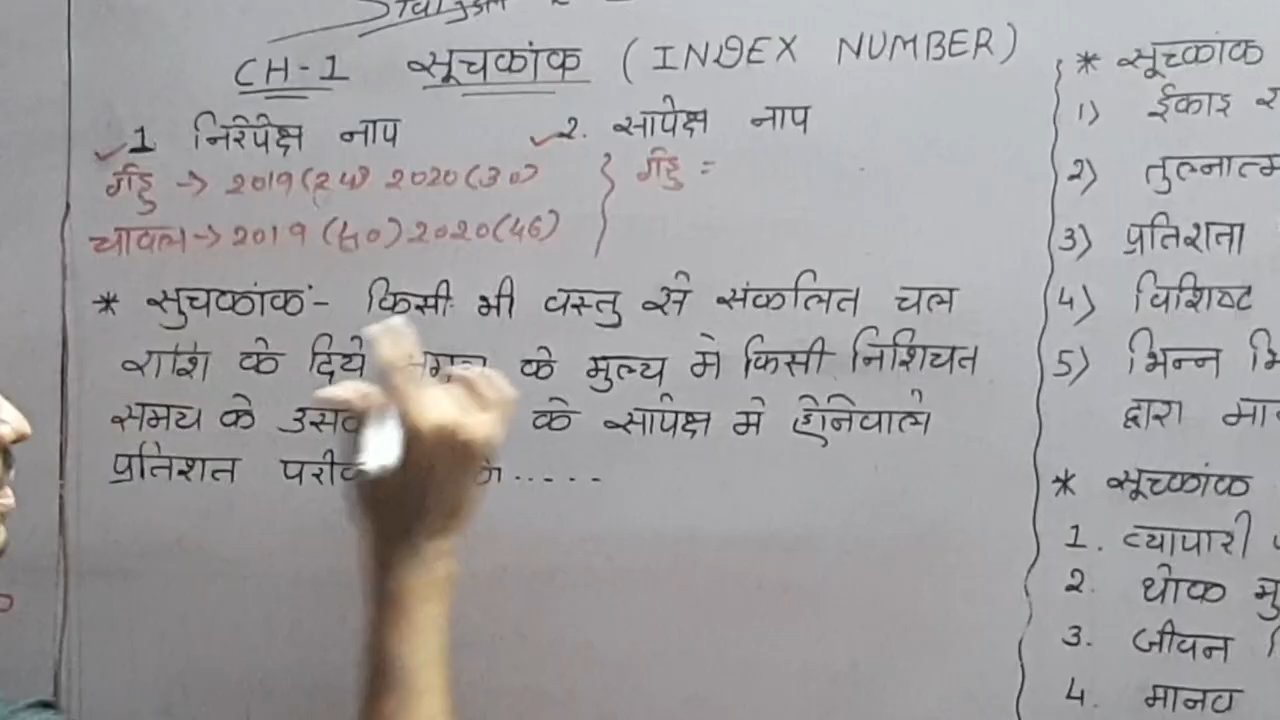 CH-1 सूचकांक (INDEX NUMBER)
1 निरपेक्ष नाप 2. सापेक्ष नाप
गेहु → 2019(24) 2020(30) } गेहु =
चावल → 2019 (40) 2020(46)
* सुचकांक:- किसी भी वस्तु से संकलित चल
राशि के दिये के मुल्य मे किसी निशियत
समय के के सापेक्ष मे होनेवाले
प्रतिशत .....
* सूचकांक
1) ईकाइ
2)
3) प्रतिशता
4) विशिष्ट
5) भिन्न
द्वारा
* सूचकांक
1. व्यापारी
2. थोक
3. जीवन
4. मानव